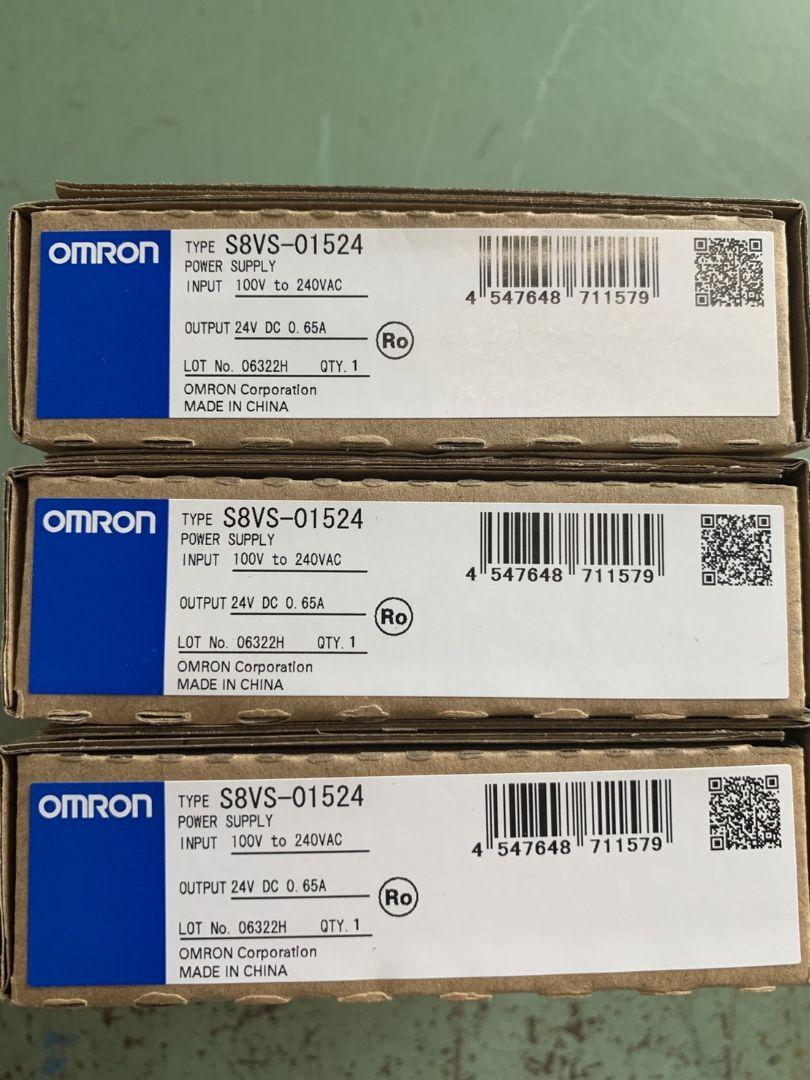 OMRON
TYPE S8VS-01524
POWER SUPPLY
INPUT 100V to 240VAC
OUTPUT 24V DC 0.65A
Ro
LOT No. 06322H QTY. 1
OMRON Corporation
MADE IN CHINA
4 547648 711579
OMRON
TYPE S8VS-01524
POWER SUPPLY
INPUT 100V to 240VAC
OUTPUT 24V DC 0.65A
Ro
LOT No. 06322H QTY. 1
OMRON Corporation
MADE IN CHINA
4 547648 711579
OMRON
TYPE S8VS-01524
POWER SUPPLY
INPUT 100V to 240VAC
OUTPUT 24V DC 0.65A
Ro
LOT No. 06322H QTY. 1
OMRON Corporation
MADE IN CHINA
4 547648 711579